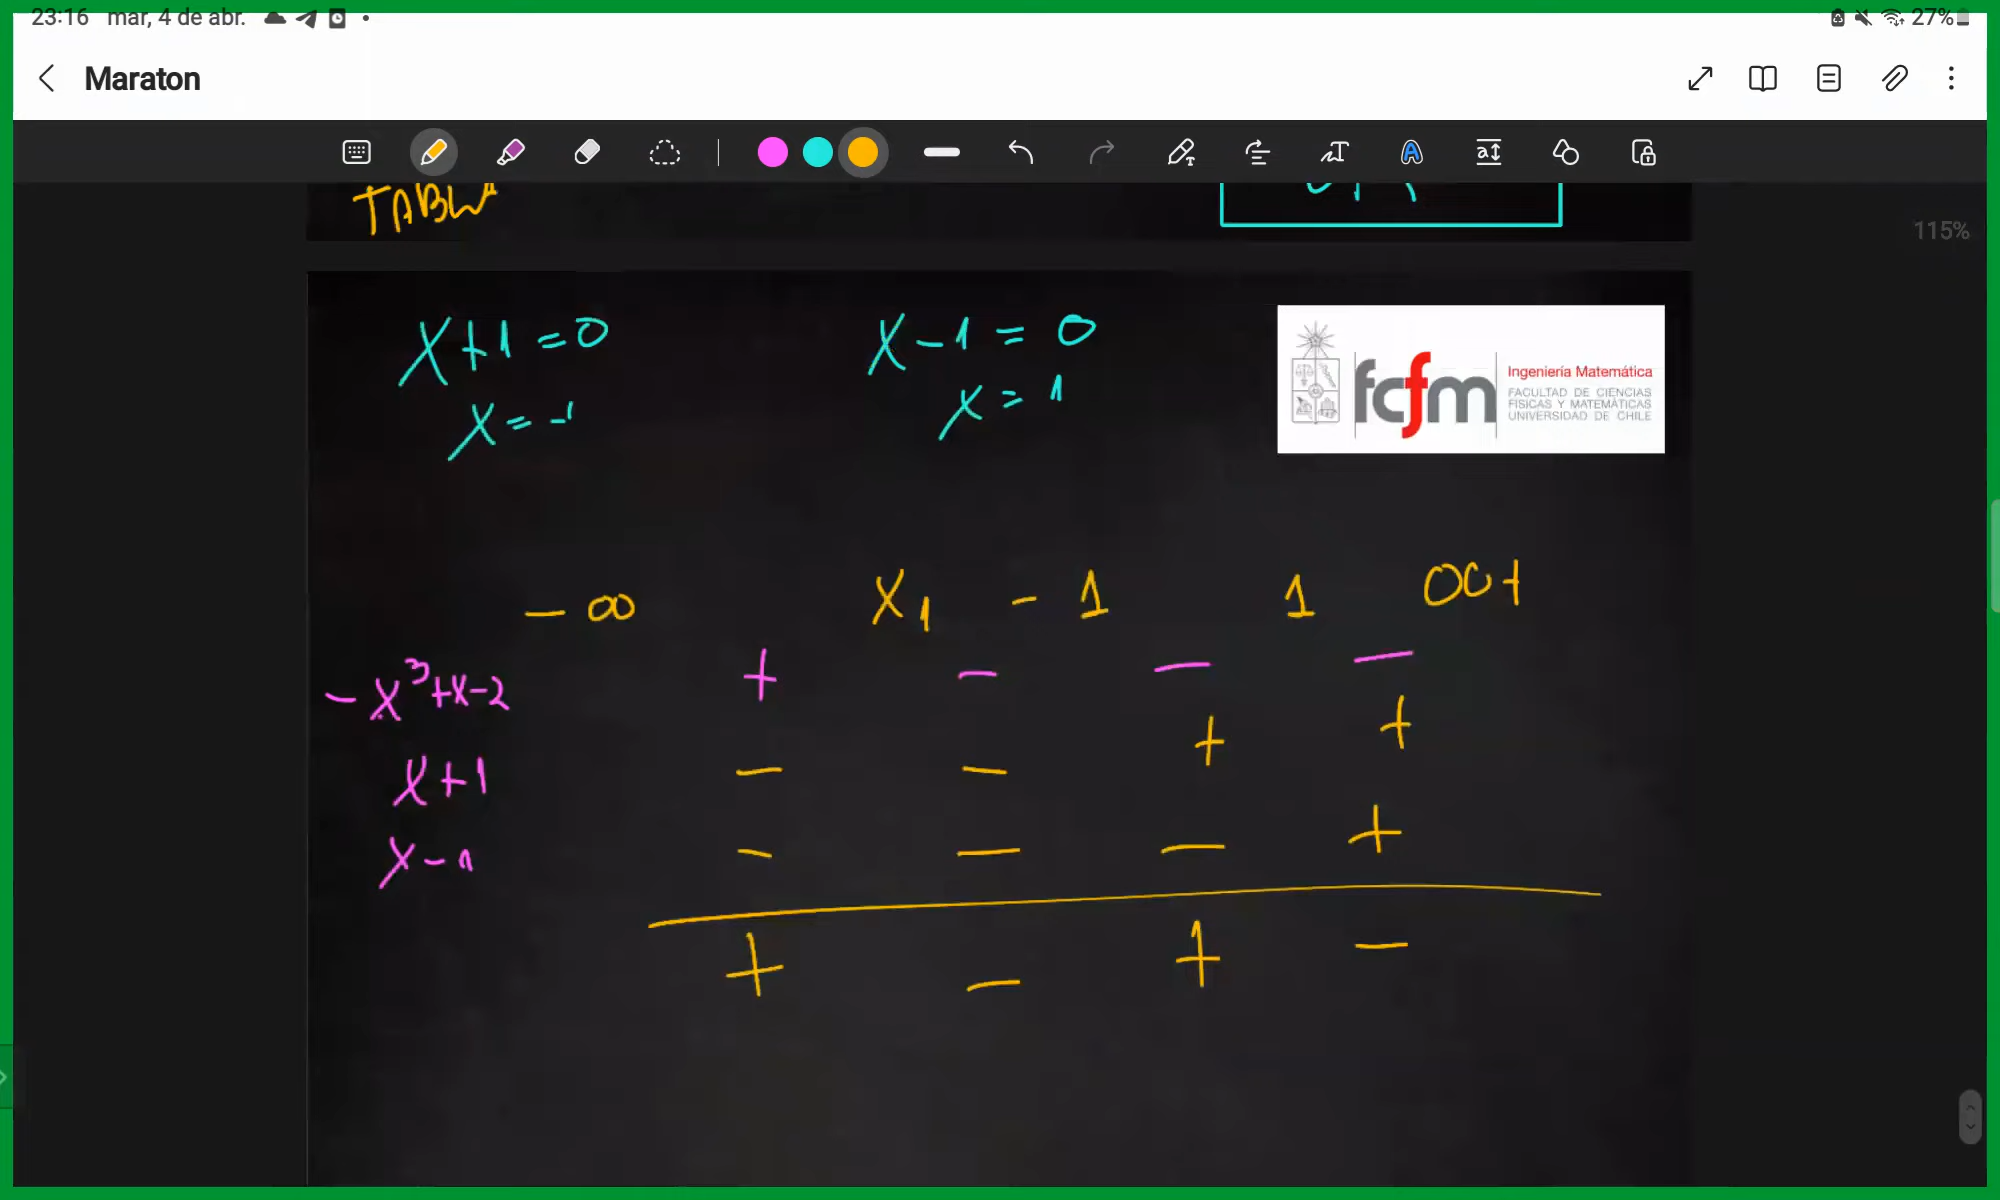 23:16 mar, 4 de abr. 27%
Maraton
TABLA
115%
x+1=0 x-1=0
x=-1 x=1
fcfm
Ingeniería Matemática
FACULTAD DE CIENCIAS
FÍSICAS Y MATEMÁTICAS
UNIVERSIDAD DE CHILE
-∞ x₁ -1 1 ∞+
-x³+x-2 + - - -
x+1 - - + +
x-1 - - - +
+ - + -